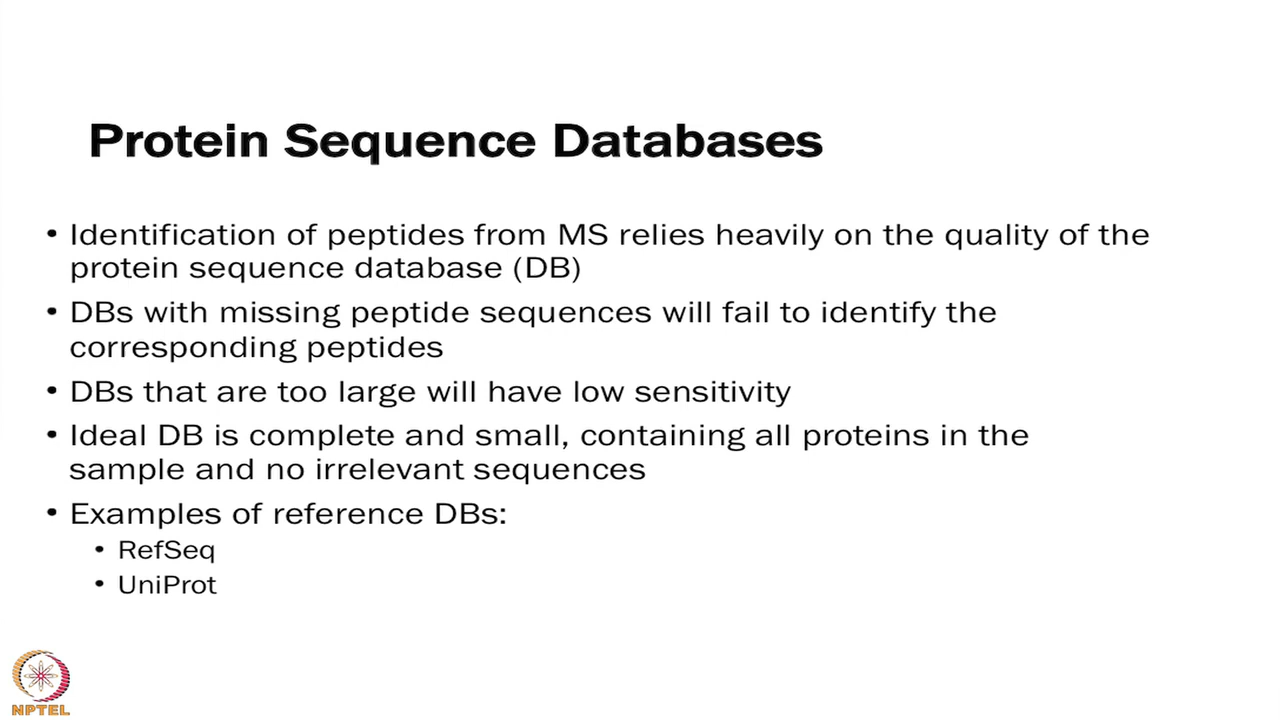 Protein Sequence Databases
• Identification of peptides from MS relies heavily on the quality of the
protein sequence database (DB)
• DBs with missing peptide sequences will fail to identify the
corresponding peptides
• DBs that are too large will have low sensitivity
• Ideal DB is complete and small, containing all proteins in the
sample and no irrelevant sequences
• Examples of reference DBs:
• RefSeq
• UniProt
NPTEL